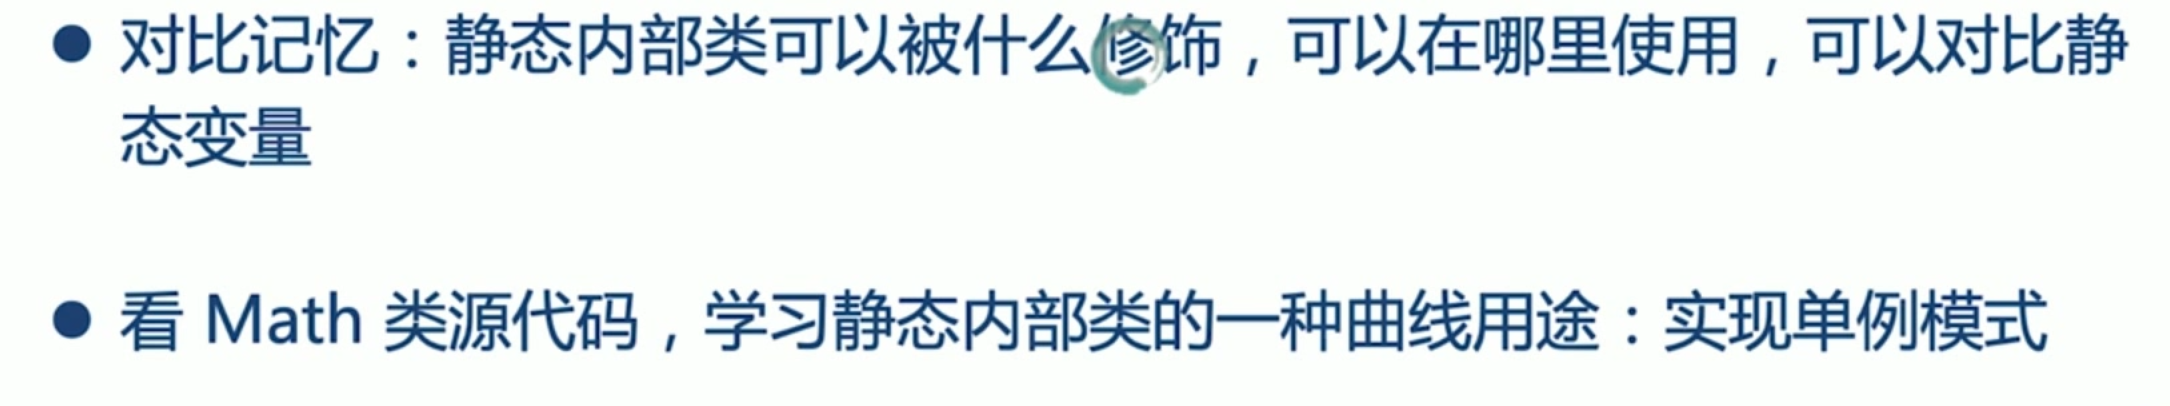 ● 对比记忆：静态内部类可以被什么修饰，可以在哪里使用，可以对比静
态变量
● 看 Math 类源代码，学习静态内部类的一种曲线用途：实现单例模式